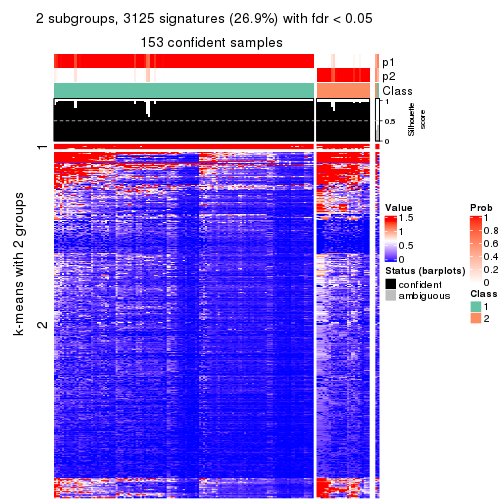 2 subgroups, 3125 signatures (26.9%) with fdr < 0.05
153 confident samples
p1
p2
Class
1
0.5
0
Silhouette
score
k-means with 2 groups
1
2
Value
1.5
1
0.5
0
Status (barplots)
confident
ambiguous
Prob
1
0.8
0.6
0.4
0.2
0
Class
1
2